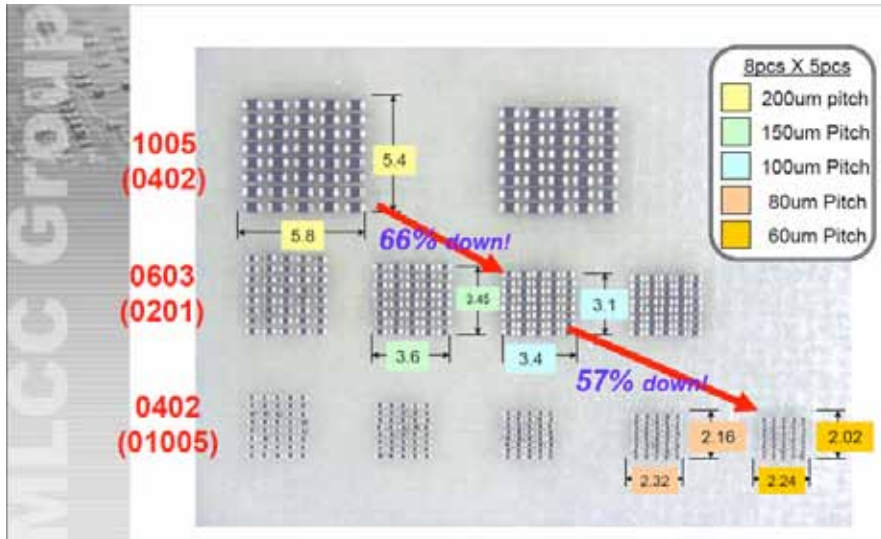 MLCC Group
8pcs X 5pcs
200um pitch
150um Pitch
100um Pitch
80um Pitch
60um Pitch
1005
(0402)
5.4
5.8
66% down!
0603
(0201)
3.45
3.6
3.1
3.4
57% down!
0402
(01005)
2.16
2.32
2.02
2.24